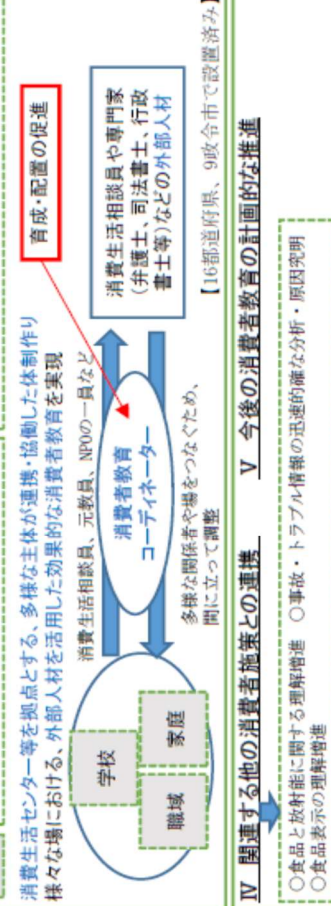 消費生活センター等を拠点とする、多様な主体が連携・協働した体制作り
様々な場における、外部人材を活用した効果的な消費者教育を実現
育成・配置の促進
消費生活相談員、元教員、NPOの一員など
学校
職域
家庭
消費者教育
コーディネーター
消費生活相談員や専門家
(弁護士、司法書士、行政
書士等)などの外部人材
多様な関係者や場をつなぐため、
間に立って調整
【16都道府県、9政令市で設置済み】
Ⅳ 関連する他の消費者施策との連携
Ⅴ 今後の消費者教育の計画的な推進
○食品と放射能に関する理解増進 ○事故・トラブル情報の迅速的確な分析・原因究明
○食品表示の理解増進